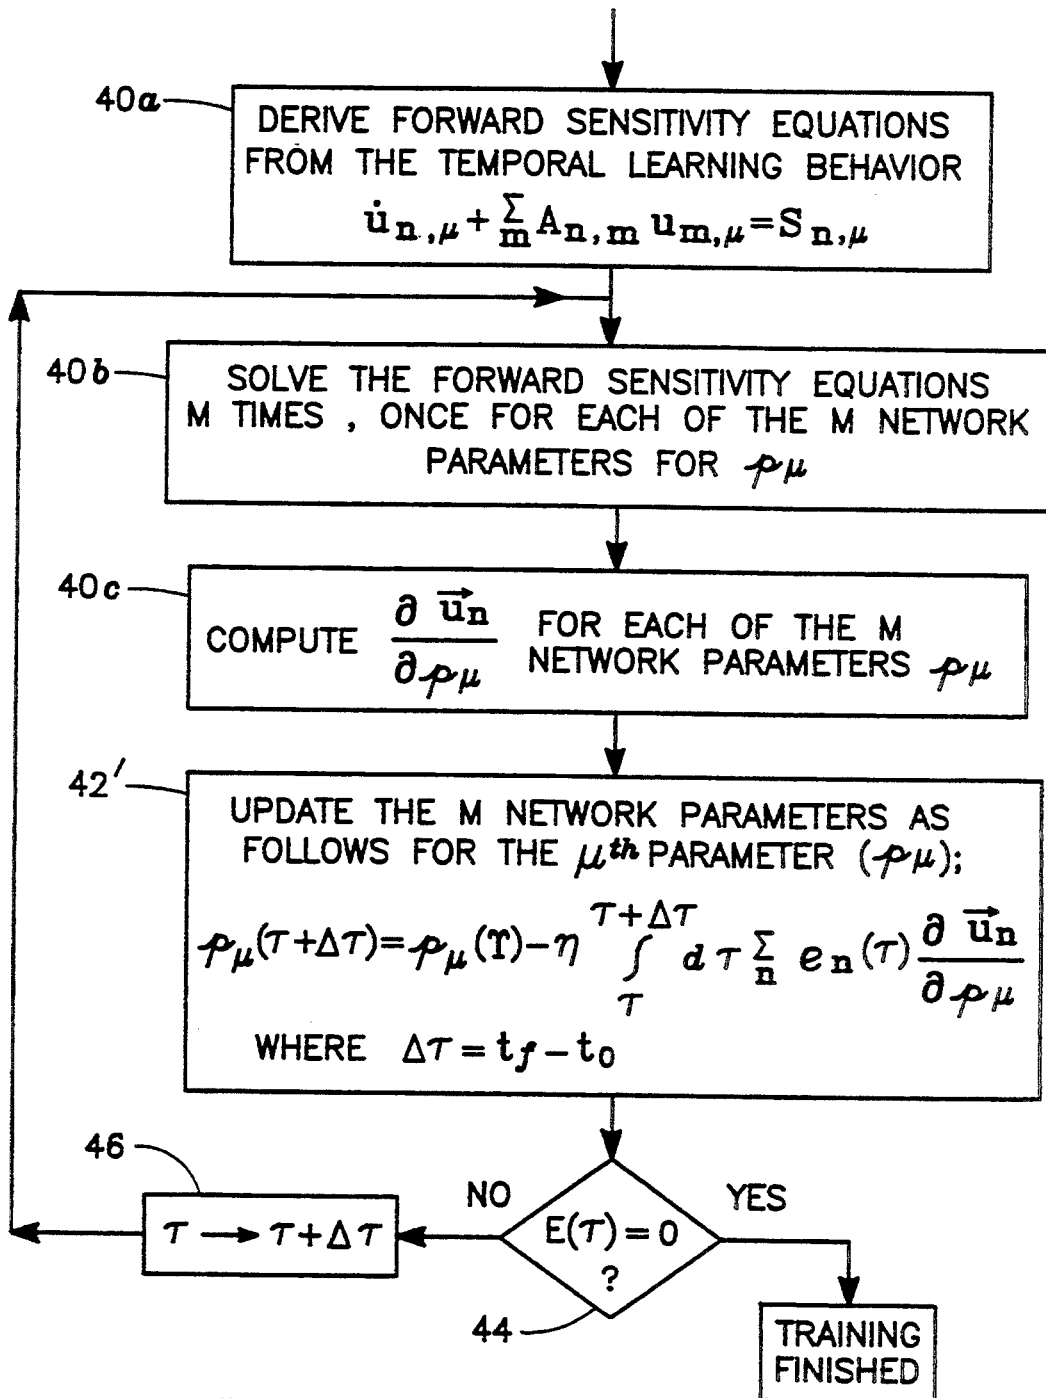 40a
DERIVE FORWARD SENSITIVITY EQUATIONS
FROM THE TEMPORAL LEARNING BEHAVIOR
u̇n,μ + Σm An,m um,μ = Sn,μ
40b
SOLVE THE FORWARD SENSITIVITY EQUATIONS
M TIMES , ONCE FOR EACH OF THE M NETWORK
PARAMETERS FOR pμ
40c
COMPUTE ∂u⃗n/∂pμ FOR EACH OF THE M
NETWORK PARAMETERS pμ
42′
UPDATE THE M NETWORK PARAMETERS AS
FOLLOWS FOR THE μth PARAMETER (pμ);
pμ(τ+Δτ)=pμ(ϒ)−η ∫τ^τ+Δτ dτ Σn en(τ) ∂u⃗n/∂pμ
WHERE Δτ = tf − t0
46
τ → τ+Δτ
NO
E(τ) = 0
?
YES
44
TRAINING
FINISHED